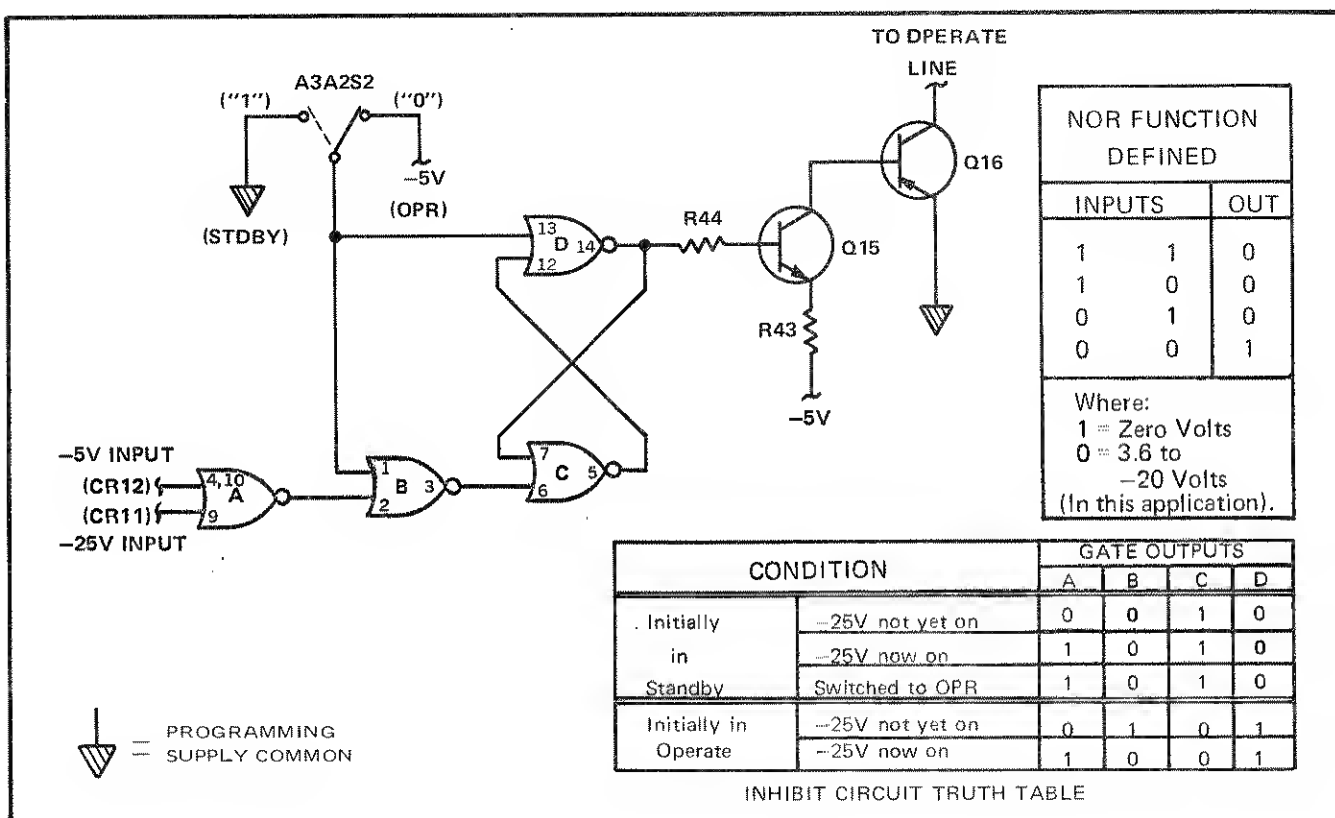 TO OPERATE
LINE
A3A2S2
("1")
("0")
-5V
(STDBY)
(OPR)
Q16
R44
13
D
14
12
Q15
R43
-5V
-5V INPUT
(CR12)
(CR11)
-25V INPUT
4,10
A
9
1
B
3
2
7
C
5
6
NOR FUNCTION
DEFINED
INPUTS OUT
1 1 0
1 0 0
0 1 0
0 0 1
Where:
1 = Zero Volts
0 = 3.6 to
-20 Volts
(In this application).
CONDITION GATE OUTPUTS
A B C D
Initially -25V not yet on 0 0 1 0
in -25V now on 1 0 1 0
Standby Switched to OPR 1 0 1 0
Initially in -25V not yet on 0 1 0 1
Operate -25V now on 1 0 0 1
INHIBIT CIRCUIT TRUTH TABLE
= PROGRAMMING
SUPPLY COMMON